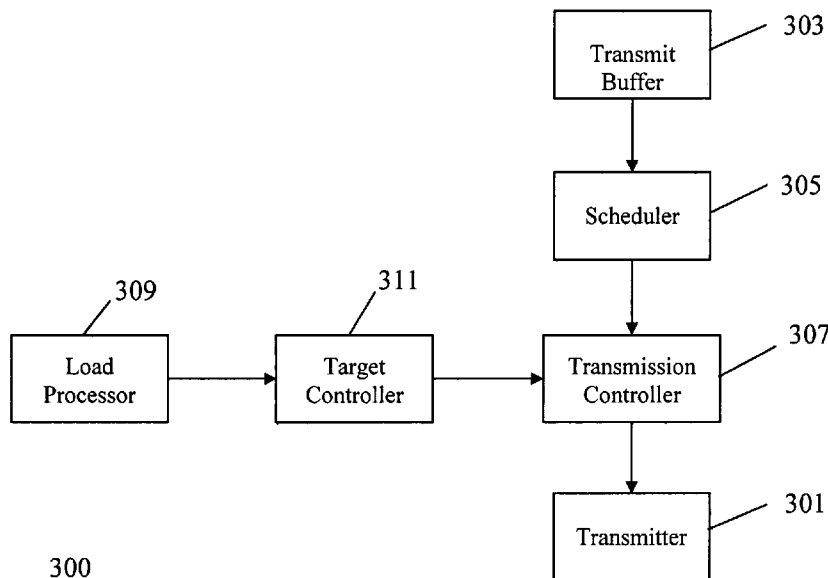 303
Transmit
Buffer
305
Scheduler
309
311
307
Load
Processor
Target
Controller
Transmission
Controller
301
Transmitter
300